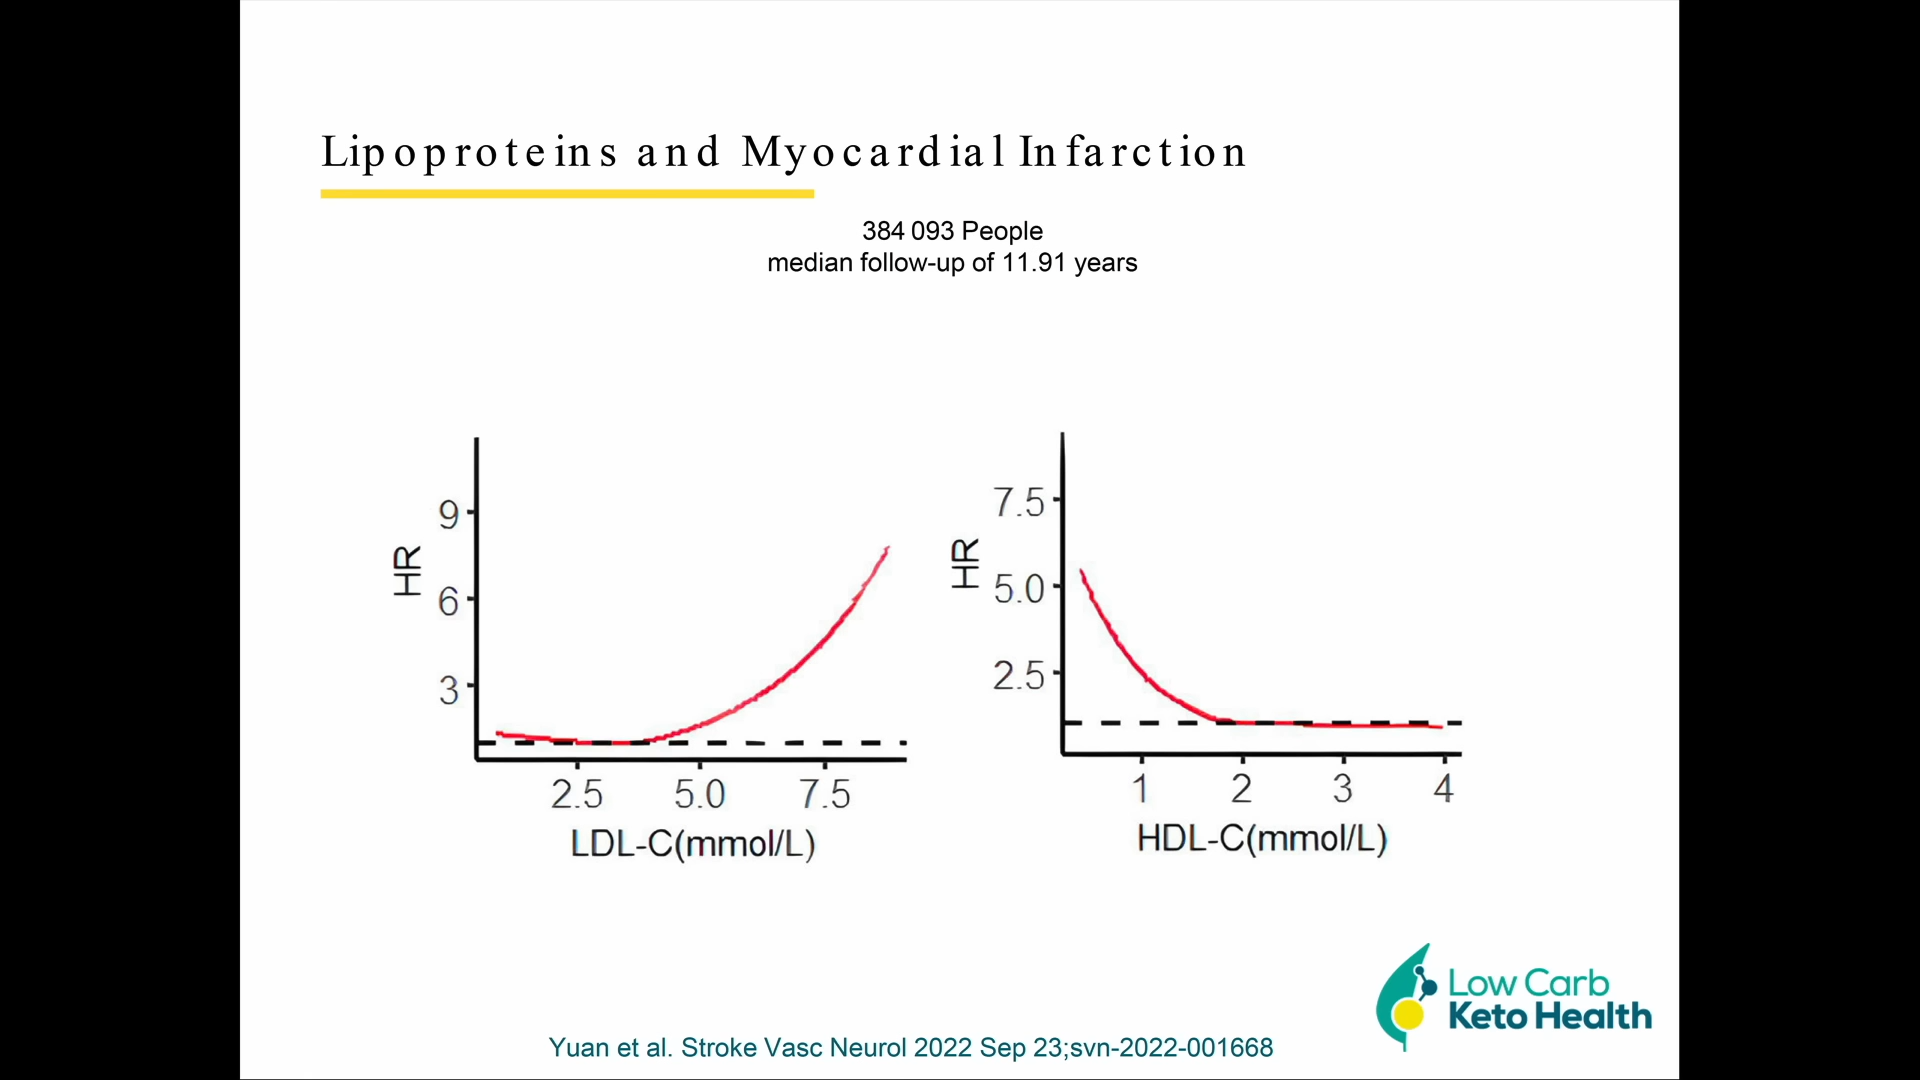 Lipoproteins and Myocardial Infarction
384 093 People
median follow-up of 11.91 years
HR
9
6
3
2.5 5.0 7.5
LDL-C(mmol/L)
HR
7.5
5.0
2.5
1 2 3 4
HDL-C(mmol/L)
Low Carb
Keto Health
Yuan et al. Stroke Vasc Neurol 2022 Sep 23;svn-2022-001668